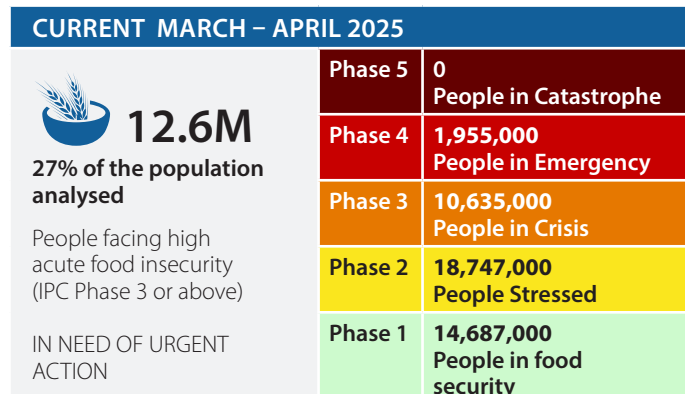 CURRENT MARCH – APRIL 2025
12.6M
27% of the population
analysed
People facing high
acute food insecurity
(IPC Phase 3 or above)
IN NEED OF URGENT
ACTION
Phase 5
0
People in Catastrophe
Phase 4
1,955,000
People in Emergency
Phase 3
10,635,000
People in Crisis
Phase 2
18,747,000
People Stressed
Phase 1
14,687,000
People in food
security